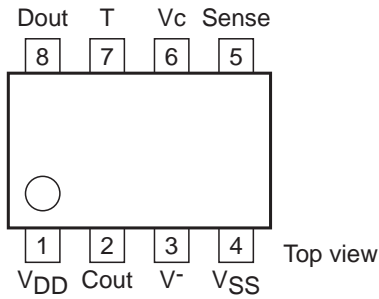 Dout T Vc Sense
8 7 6 5
1 2 3 4
Top view
VDD Cout V- VSS